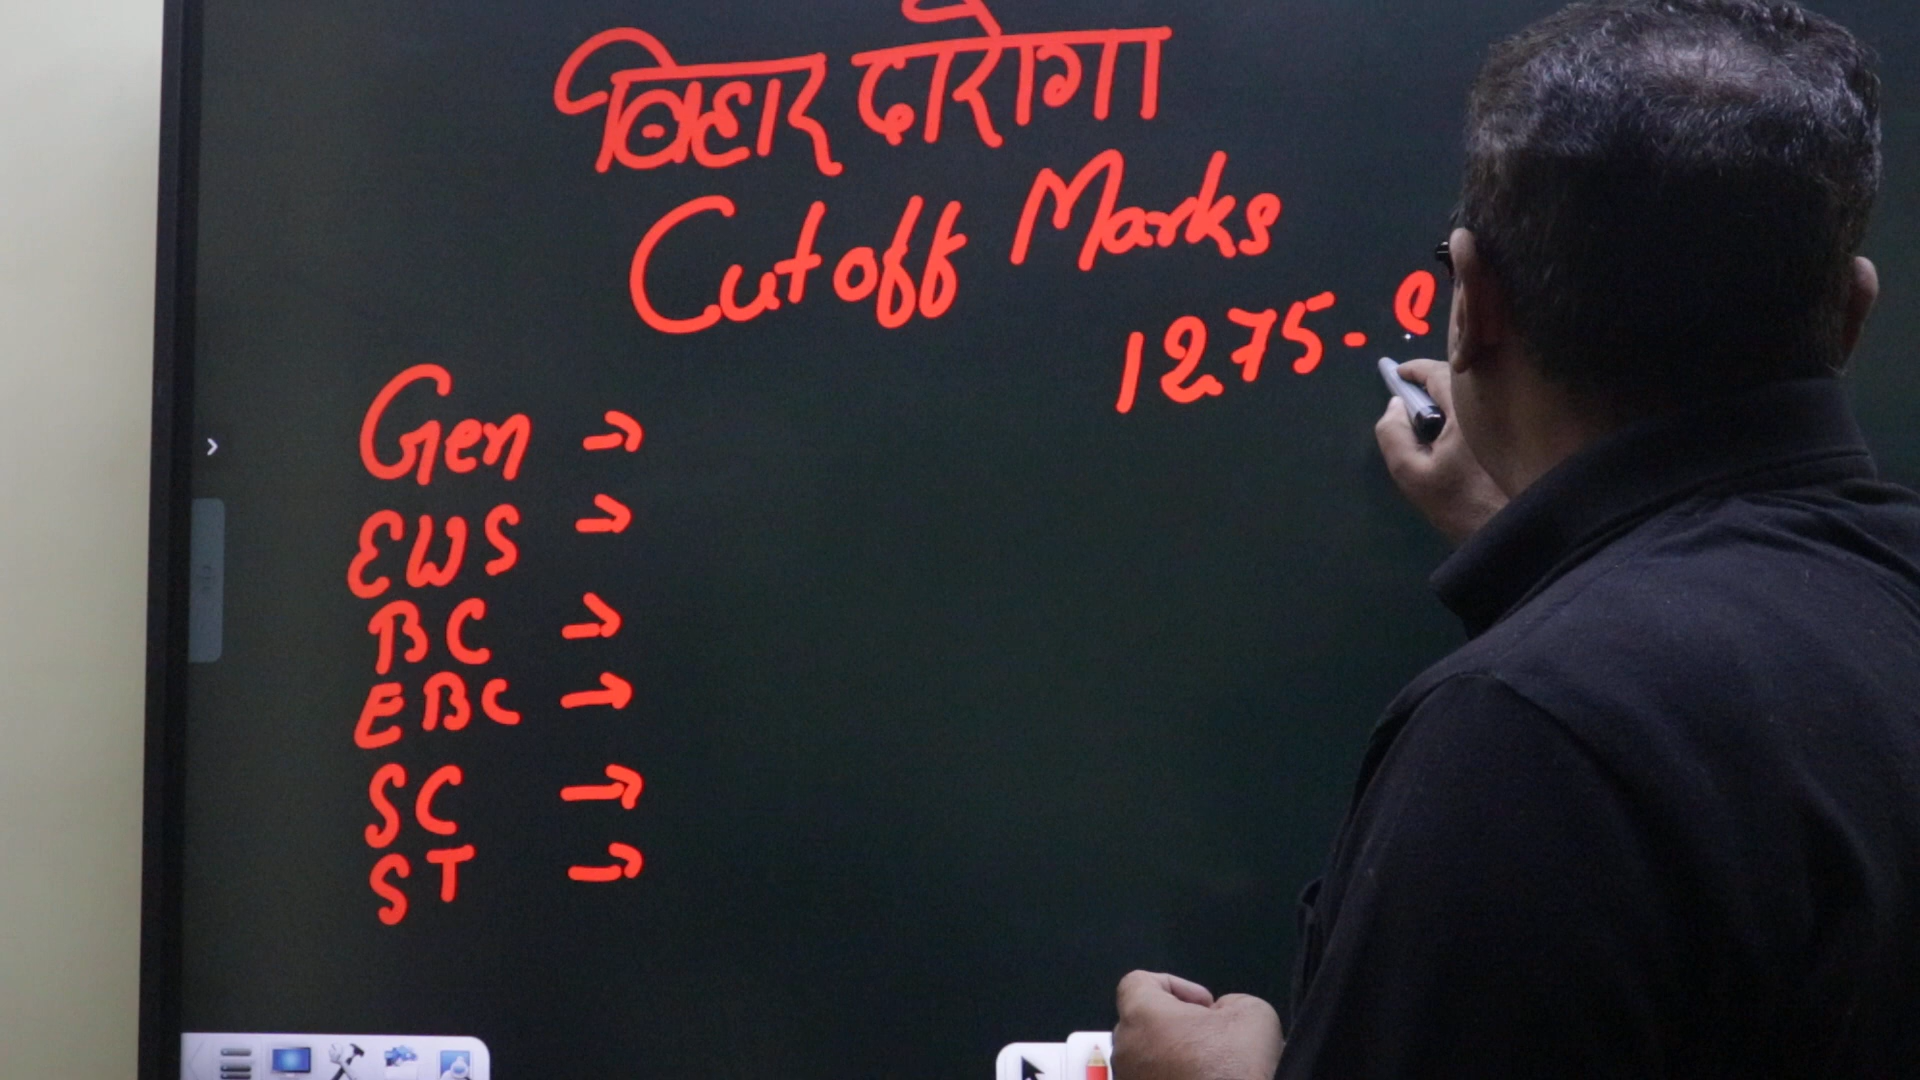 बिहार दारोगा
Cutoff Marks
1275-
Gen →
EWS →
BC →
EBC →
SC →
ST →